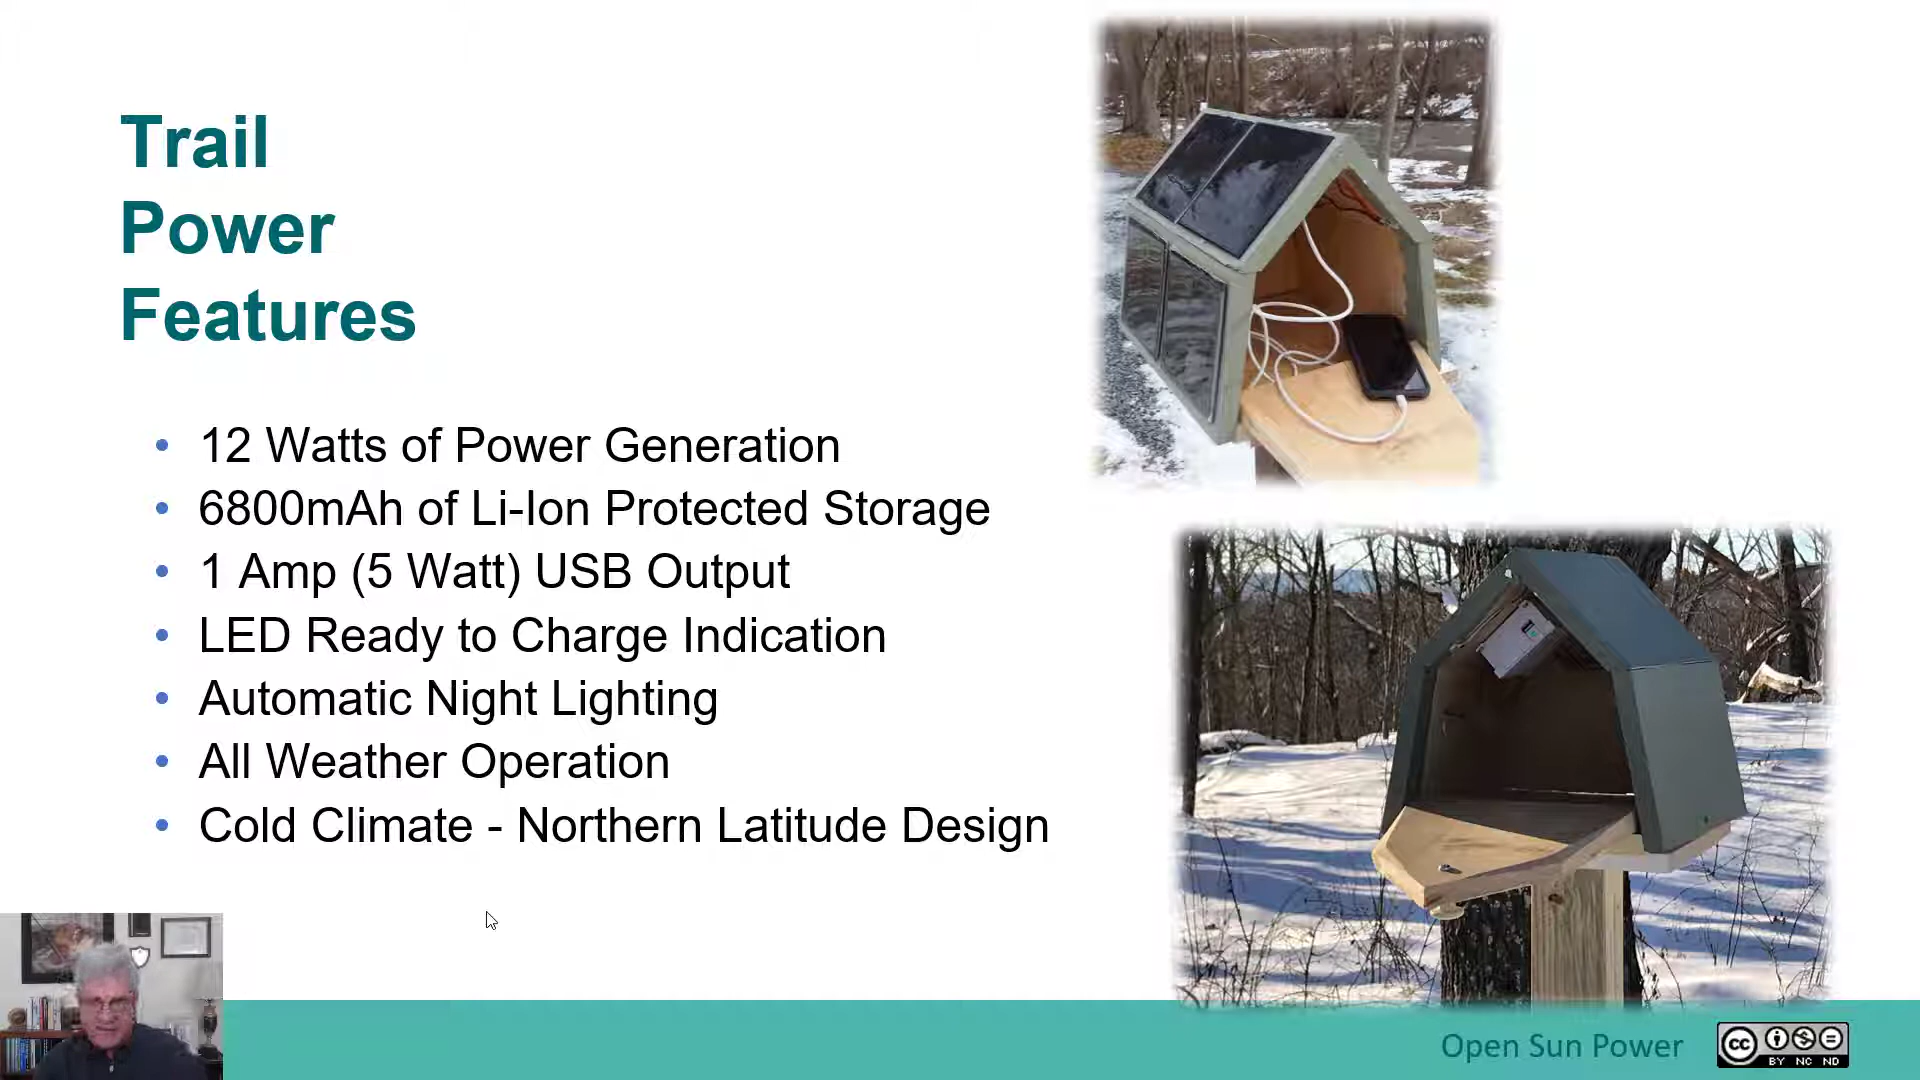 Trail
Power
Features
• 12 Watts of Power Generation
• 6800mAh of Li-Ion Protected Storage
• 1 Amp (5 Watt) USB Output
• LED Ready to Charge Indication
• Automatic Night Lighting
• All Weather Operation
• Cold Climate - Northern Latitude Design
Open Sun Power
cc
BY NC ND